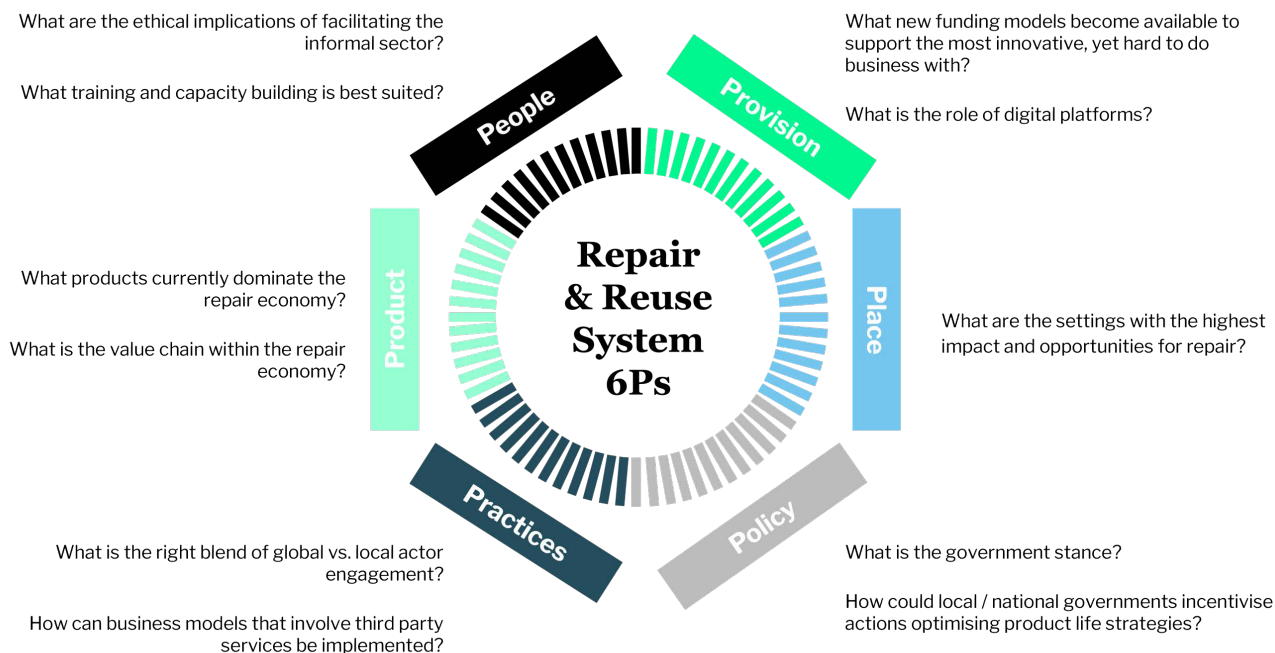 What are the ethical implications of facilitating the
informal sector?
What training and capacity building is best suited?
People
Provision
What new funding models become available to
support the most innovative, yet hard to do
business with?
What is the role of digital platforms?
Product
What products currently dominate the
repair economy?
What is the value chain within the repair
economy?
Repair
& Reuse
System
6Ps
Place
What are the settings with the highest
impact and opportunities for repair?
Practices
What is the right blend of global vs. local actor
engagement?
How can business models that involve third party
services be implemented?
Policy
What is the government stance?
How could local / national governments incentivise
actions optimising product life strategies?